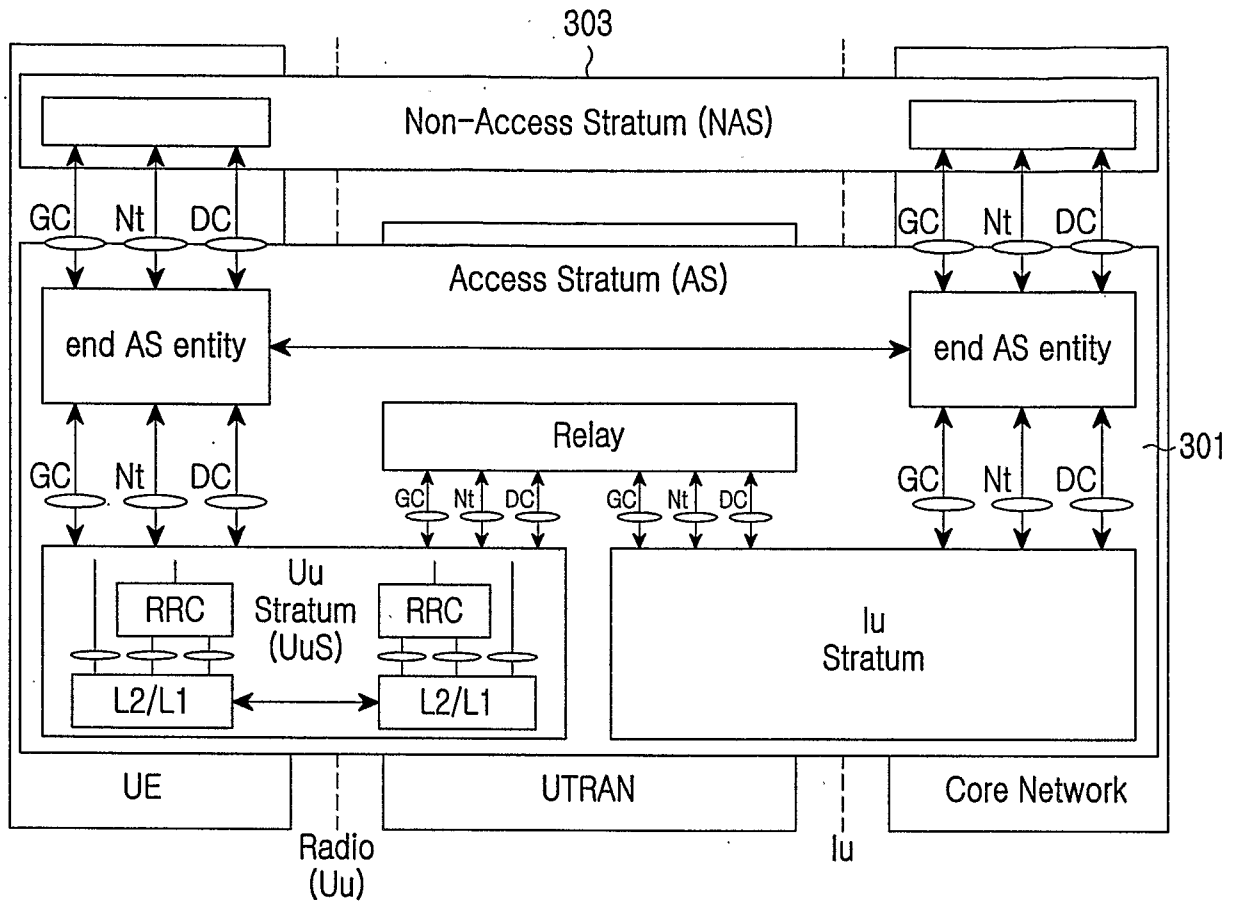 303
Non-Access Stratum (NAS)
GC Nt DC
GC Nt DC
Access Stratum (AS)
end AS entity
end AS entity
Relay
301
GC Nt DC
GC Nt DC
GC Nt DC
GC Nt DC
Uu
Stratum
(UuS)
RRC
RRC
L2/L1
L2/L1
Iu
Stratum
UE
UTRAN
Core Network
Radio
(Uu)
Iu